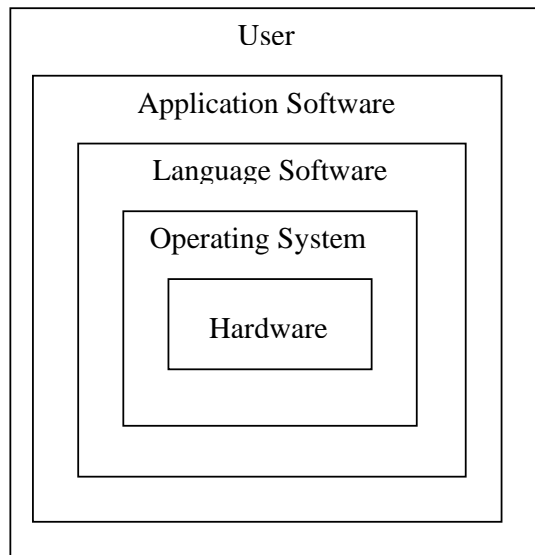 User
Application Software
Language Software
Operating System
Hardware